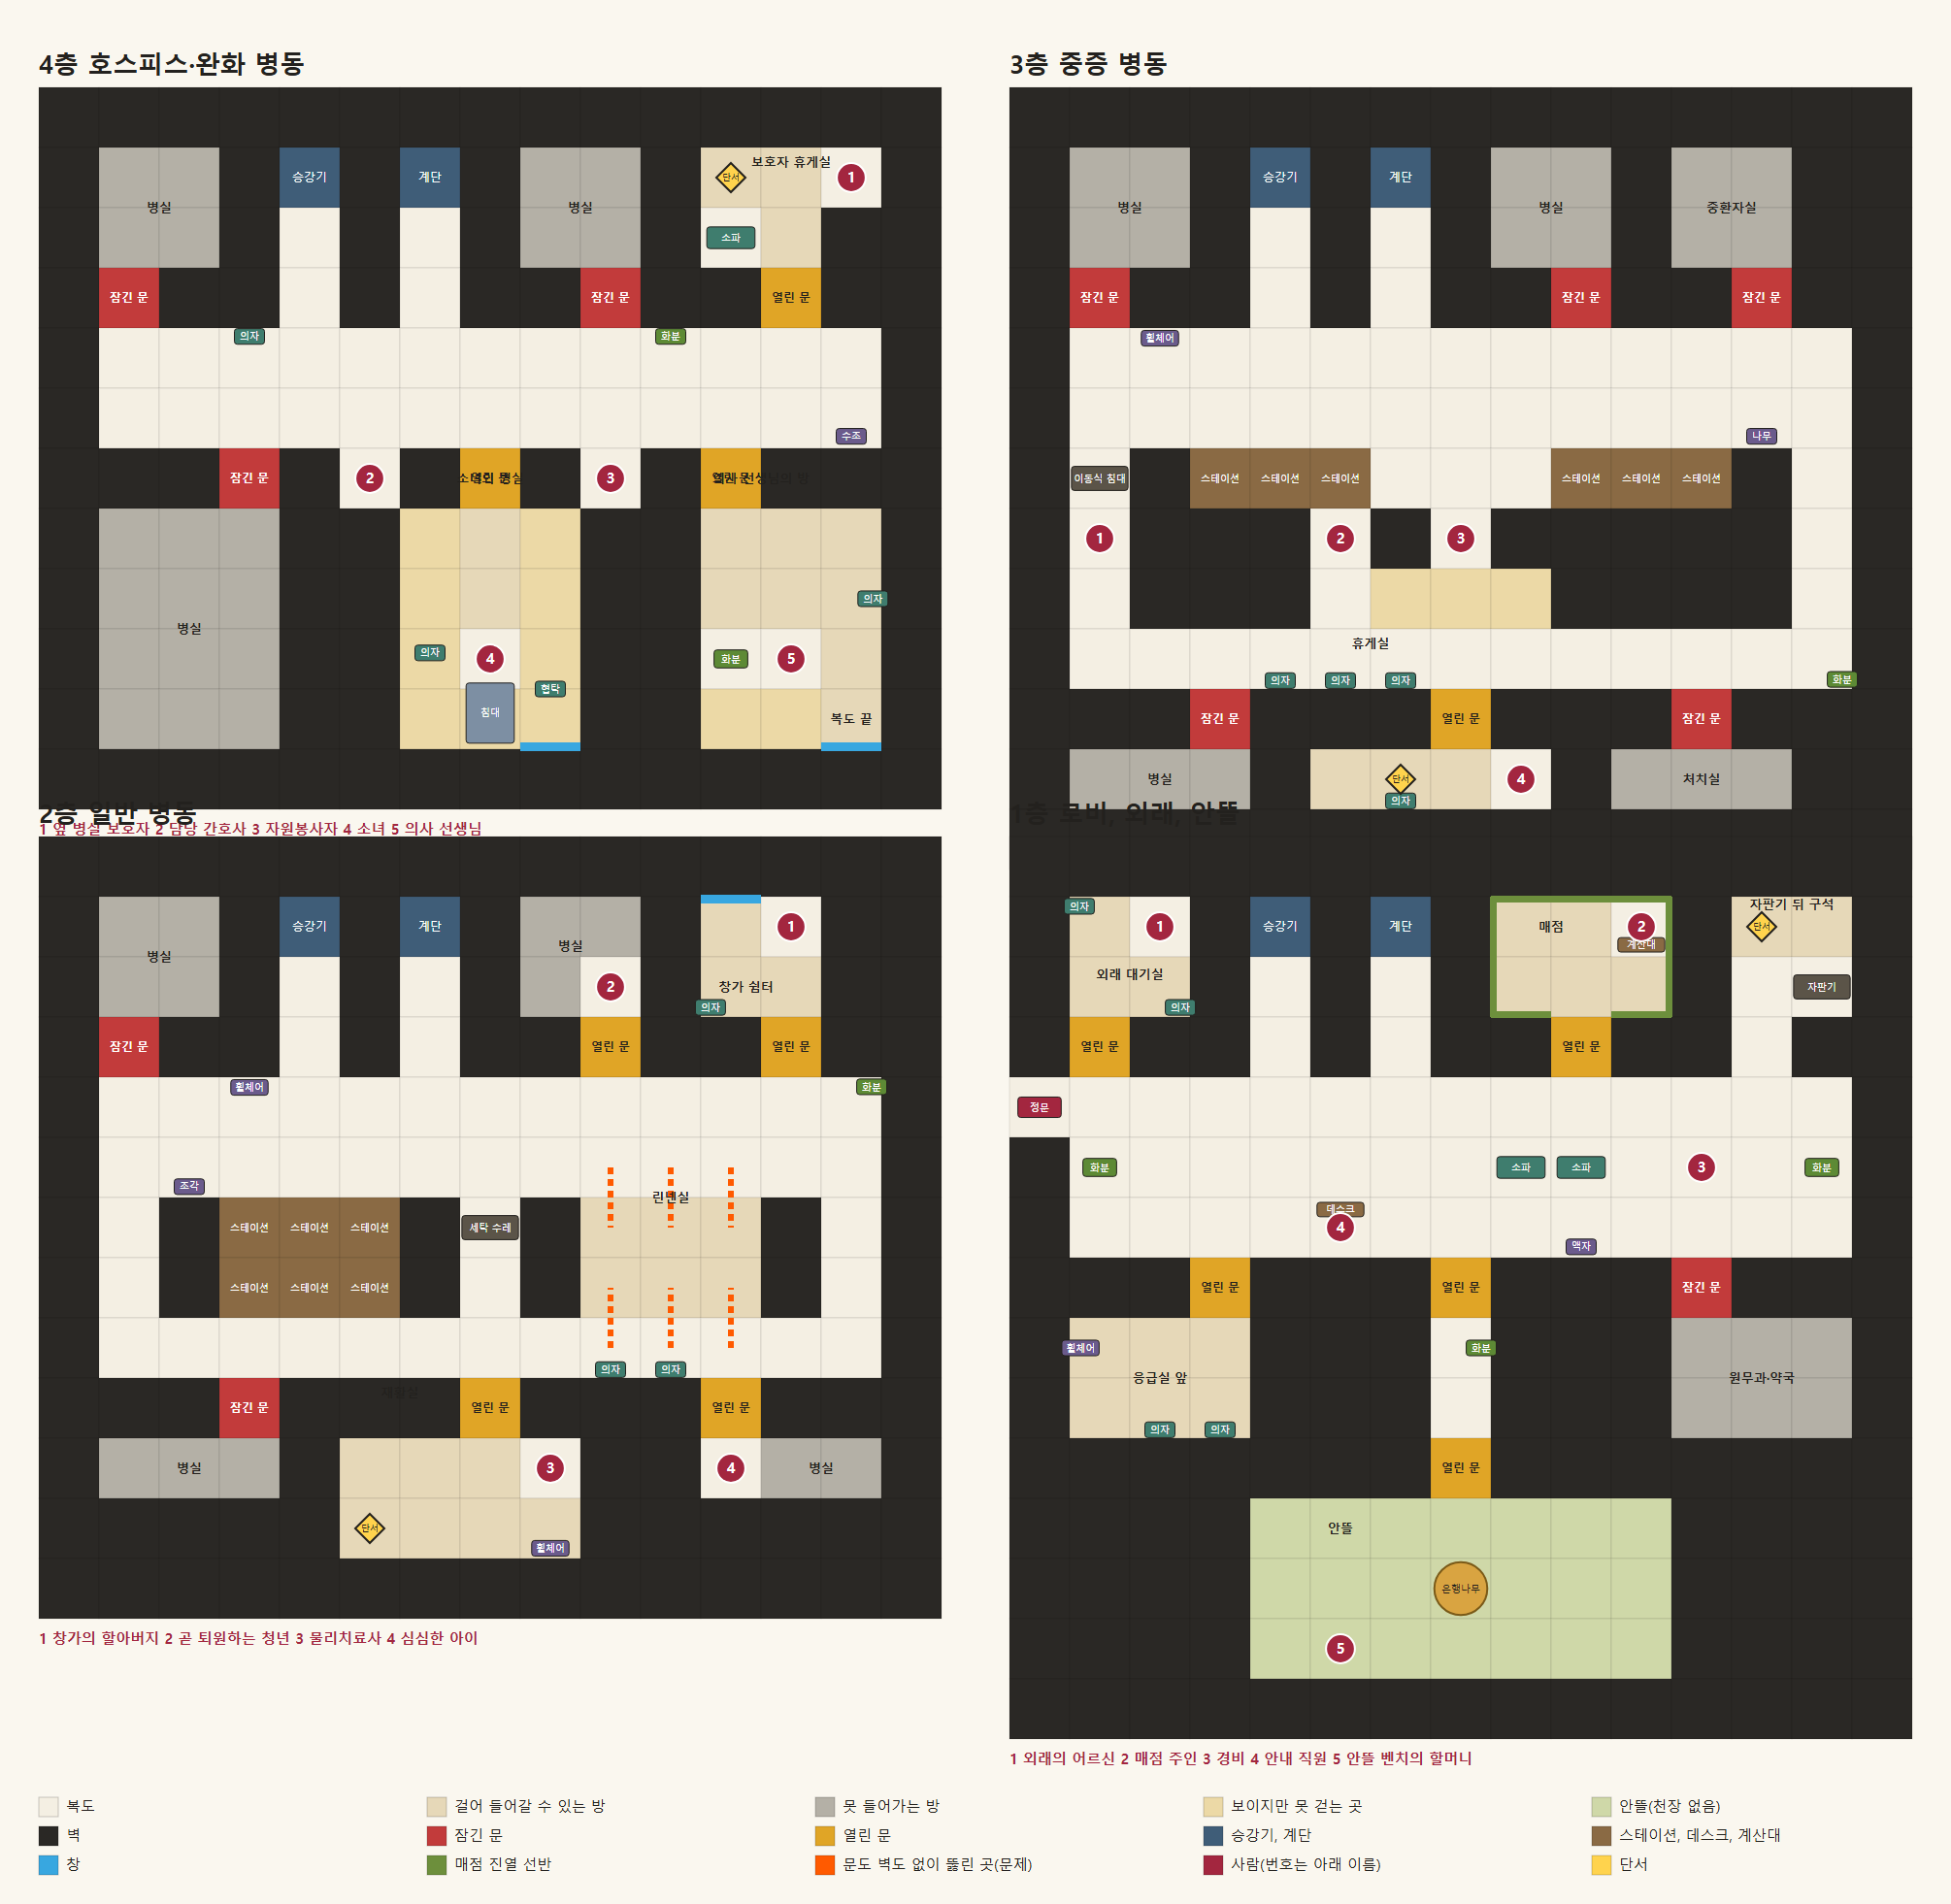 4층 호스피스·완화 병동
병실
승강기
계단
병실
단서
보호자 휴게실
1
소파
잠긴 문
잠긴 문
열린 문
의자
화분
수조
잠긴 문
2
열린 문
3
열린 문
병실
의자
4
침대
협탁
의자
화분
5
복도 끝
1 옆 병실 보호자 2 담당 간호사 3 자원봉사자 4 소녀 5 의사 선생님
3층 중증 병동
병실
승강기
계단
병실
중환자실
잠긴 문
잠긴 문
잠긴 문
휠체어
나무
이동식 침대
스테이션
스테이션
스테이션
스테이션
스테이션
스테이션
1
2
3
휴게실
의자
의자
의자
화분
잠긴 문
열린 문
잠긴 문
병실
단서
의자
4
처치실
2층 일반 병동
병실
승강기
계단
병실
2
1
창가 쉼터
의자
잠긴 문
열린 문
열린 문
휠체어
화분
조각
스테이션
스테이션
스테이션
세탁 수레
린넨실
스테이션
스테이션
스테이션
의자
의자
잠긴 문
열린 문
열린 문
병실
3
4
병실
단서
휠체어
1 창가의 할아버지 2 곧 퇴원하는 청년 3 물리치료사 4 심심한 아이
1층 로비, 외래, 안뜰
의자
1
외래 대기실
의자
승강기
계단
매점
2
계산대
자판기 뒤 구석
단서
자판기
열린 문
열린 문
정문
화분
소파
소파
3
화분
데스크
4
액자
열린 문
열린 문
잠긴 문
휠체어
응급실 앞
의자
의자
화분
원무과·약국
열린 문
안뜰
은행나무
5
1 외래의 어르신 2 매점 주인 3 경비 4 안내 직원 5 안뜰 벤치의 할머니
복도
걸어 들어갈 수 있는 방
못 들어가는 방
보이지만 못 걷는 곳
안뜰(천장 없음)
벽
잠긴 문
열린 문
승강기, 계단
스테이션, 데스크, 계산대
창
매점 진열 선반
문도 벽도 없이 뚫린 곳(문제)
사람(번호는 아래 이름)
단서